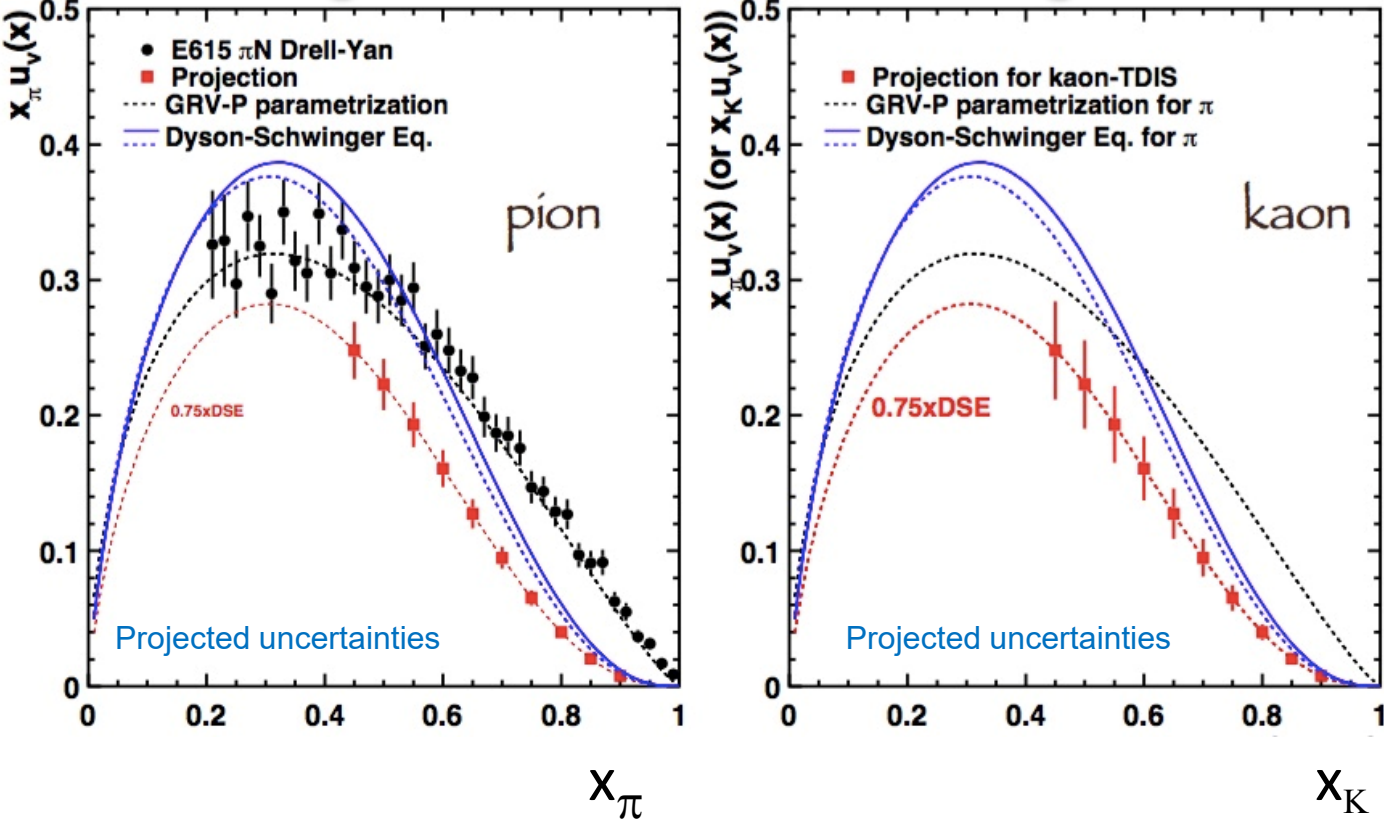 x_π u_v(x)
0.5
0.4
0.3
0.2
0.1
0
E615 πN Drell-Yan
Projection
GRV-P parametrization
Dyson-Schwinger Eq.
pion
0.75xDSE
Projected uncertainties
0 0.2 0.4 0.6 0.8 1
x_π
x_π u_v(x) (or x_K u_v(x))
0.5
0.4
0.3
0.2
0.1
0
Projection for kaon-TDIS
GRV-P parametrization for π
Dyson-Schwinger Eq. for π
kaon
0.75xDSE
Projected uncertainties
0 0.2 0.4 0.6 0.8 1
x_K